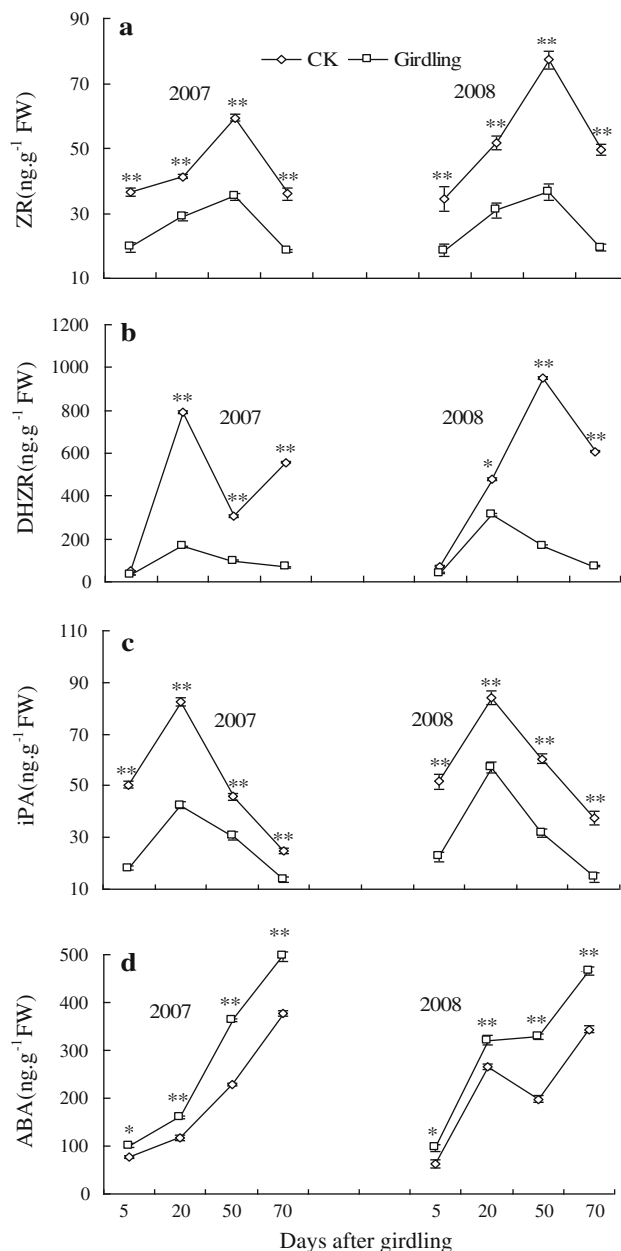 a
CK
Girdling
2007
2008
** ** ** **
** ** ** **
90
70
50
30
10
ZR(ng.g-1 FW)
b
2007
2008
** ** **
* ** **
1200
1000
800
600
400
200
0
DHZR(ng.g-1 FW)
c
2007
2008
** ** ** **
** ** ** **
110
90
70
50
30
10
iPA(ng.g-1 FW)
d
2007
2008
* ** ** **
* ** ** **
500
400
300
200
100
0
ABA(ng.g-1 FW)
5 20 50 70 5 20 50 70
Days after girdling